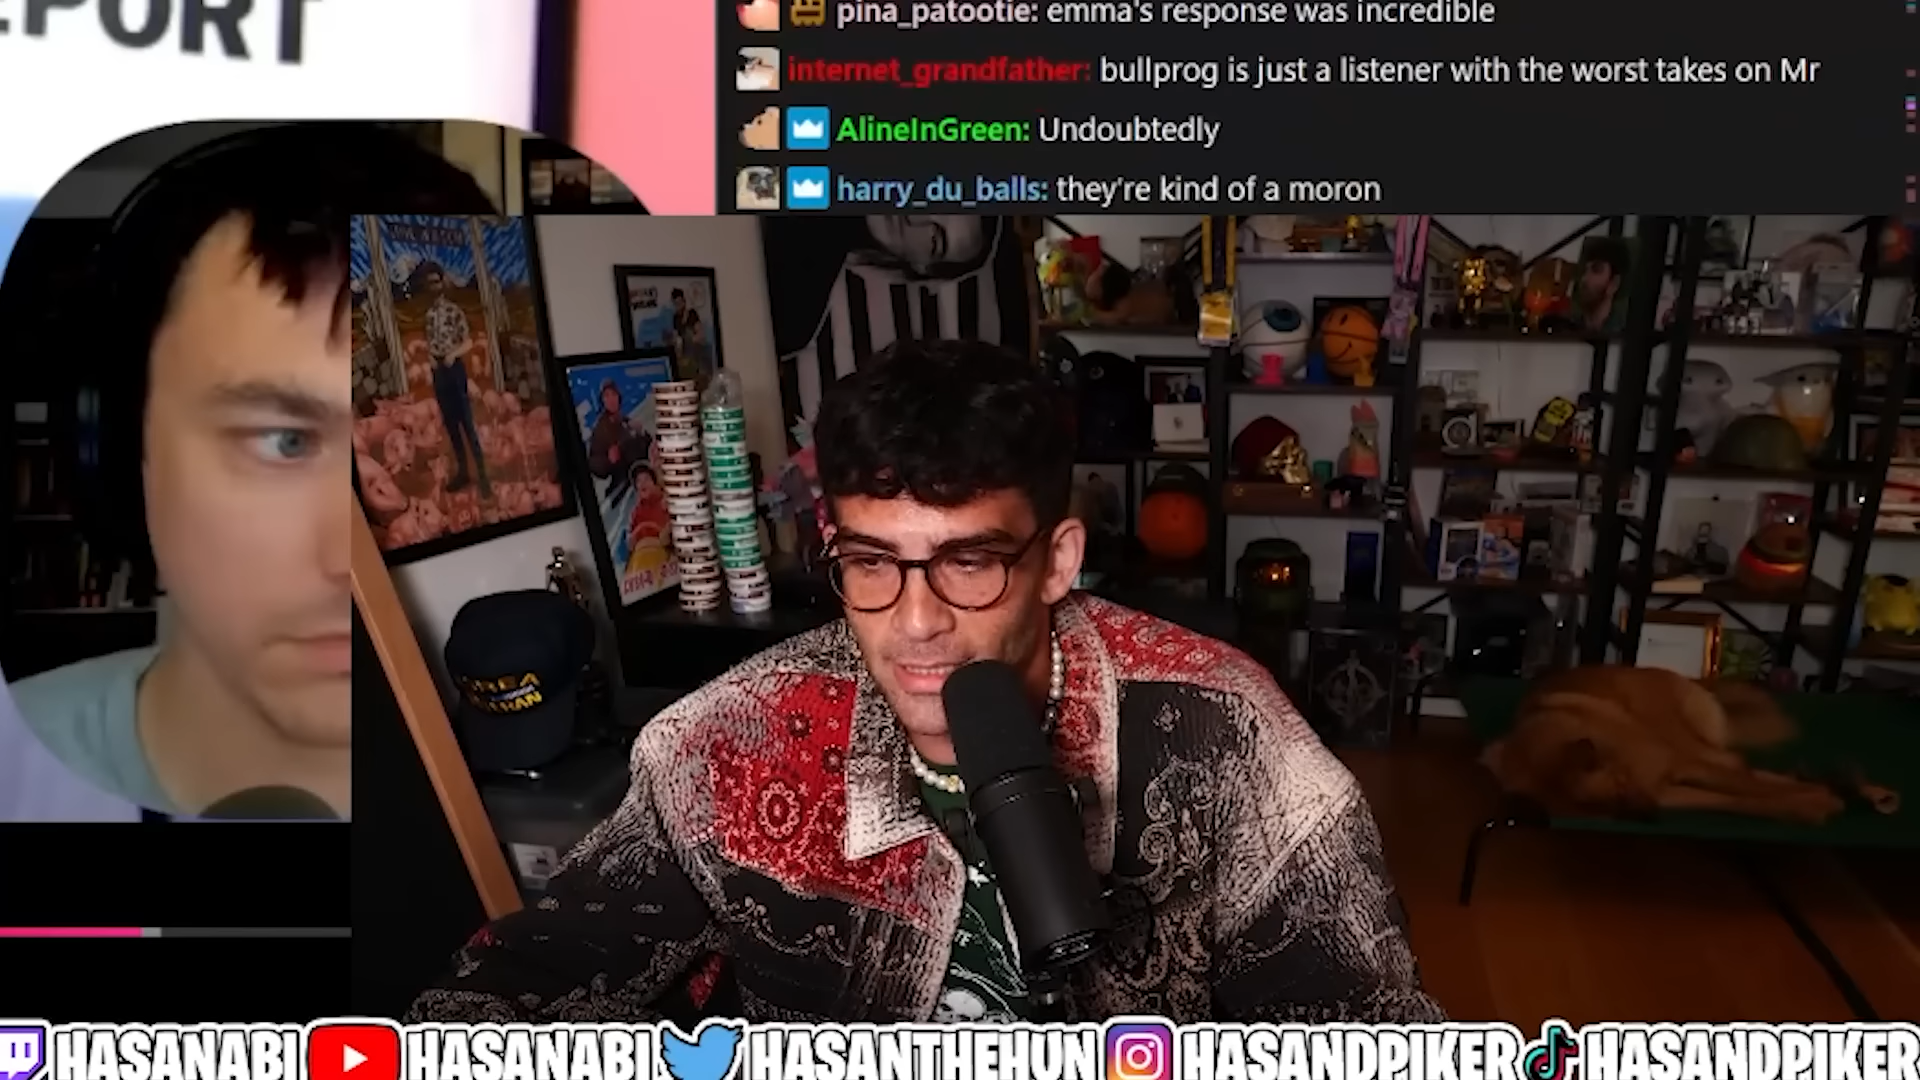 PORT
pina_patootie: emma's response was incredible
internet_grandfather: bullprog is just a listener with the worst takes on Mr
AlineInGreen: Undoubtedly
harry_du_balls: they're kind of a moron
HASANABI HASANABI HASANTHEHUN HASANDPIKER HASANDPIKER